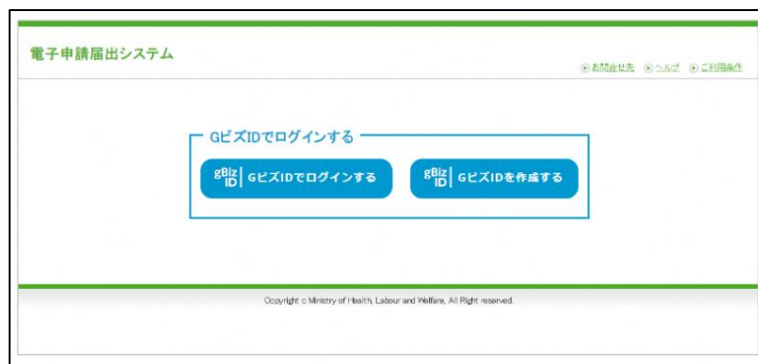 電子申請届出システム
お問合せ先 ヘルプ ご利用条件
GビズIDでログインする
gBiz ID GビズIDでログインする gBiz ID GビズIDを作成する
Copyright c Ministry of Health, Labour and Welfare, All Right reserved.